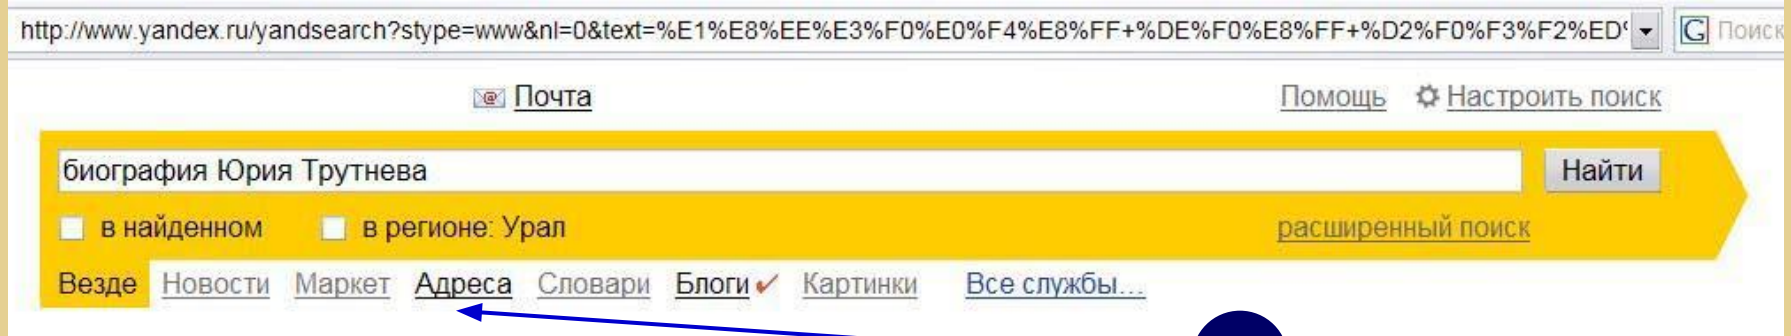 http://www.yandex.ru/yandsearch?stype=www&nl=0&text=%E1%E8%EE%E3%F0%E0%F4%E8%FF+%DE%F0%E8%FF+%D2%F0%F3%F2%ED% G Поиск
Почта Помощь Настроить поиск
биография Юрия Трутнева Найти
в найденном в регионе: Урал расширенный поиск
Везде Новости Маркет Адреса Словари Блоги Картинки Все службы...